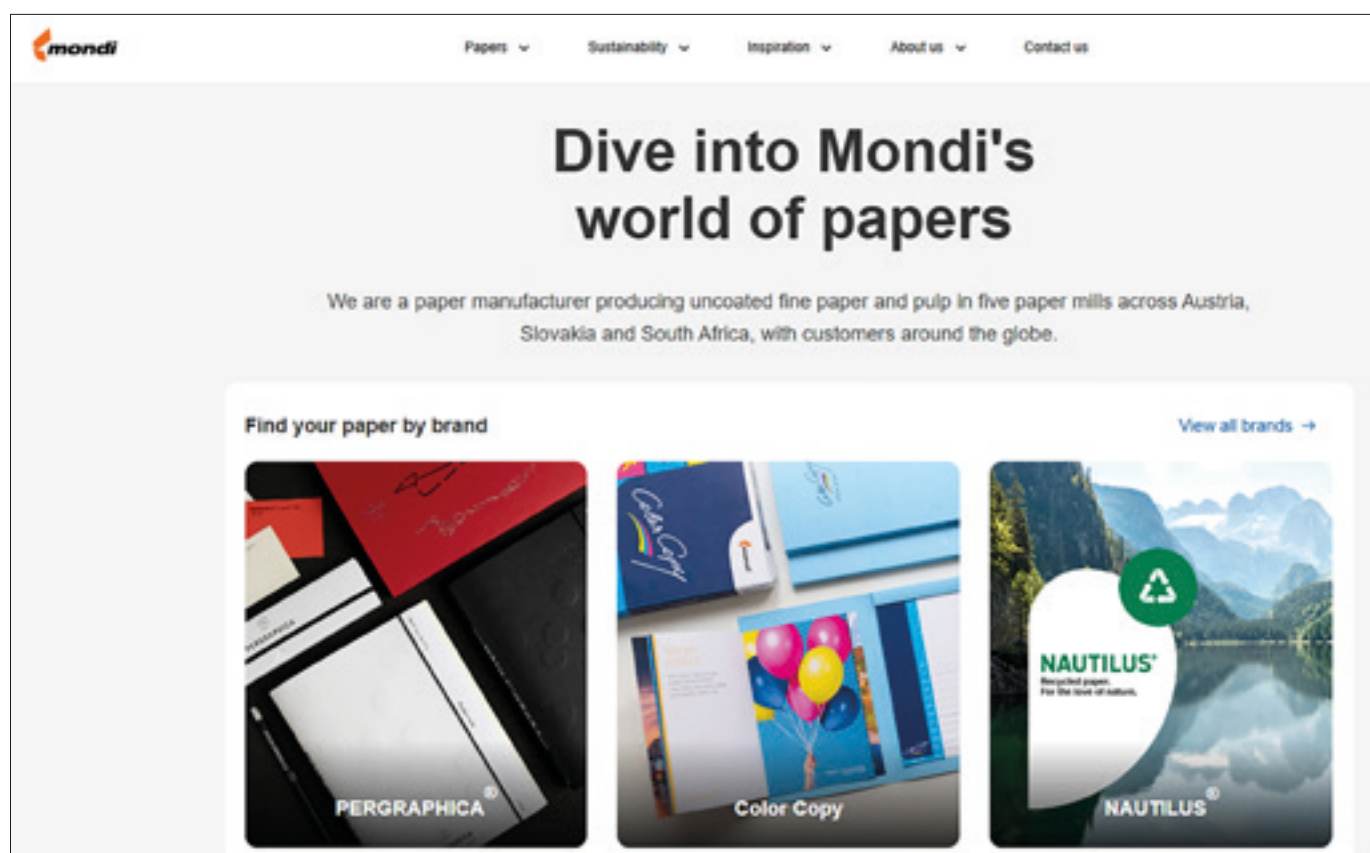 mondi
Papers
Sustainability
Inspiration
About us
Contact us
Dive into Mondi's
world of papers
We are a paper manufacturer producing uncoated fine paper and pulp in five paper mills across Austria,
Slovakia and South Africa, with customers around the globe.
Find your paper by brand
View all brands →
PERGRAPHICA
PERGRAPHICA®
Color Copy
mondi
Color Copy
NAUTILUS®
Recycled paper.
For the love of nature.
NAUTILUS®